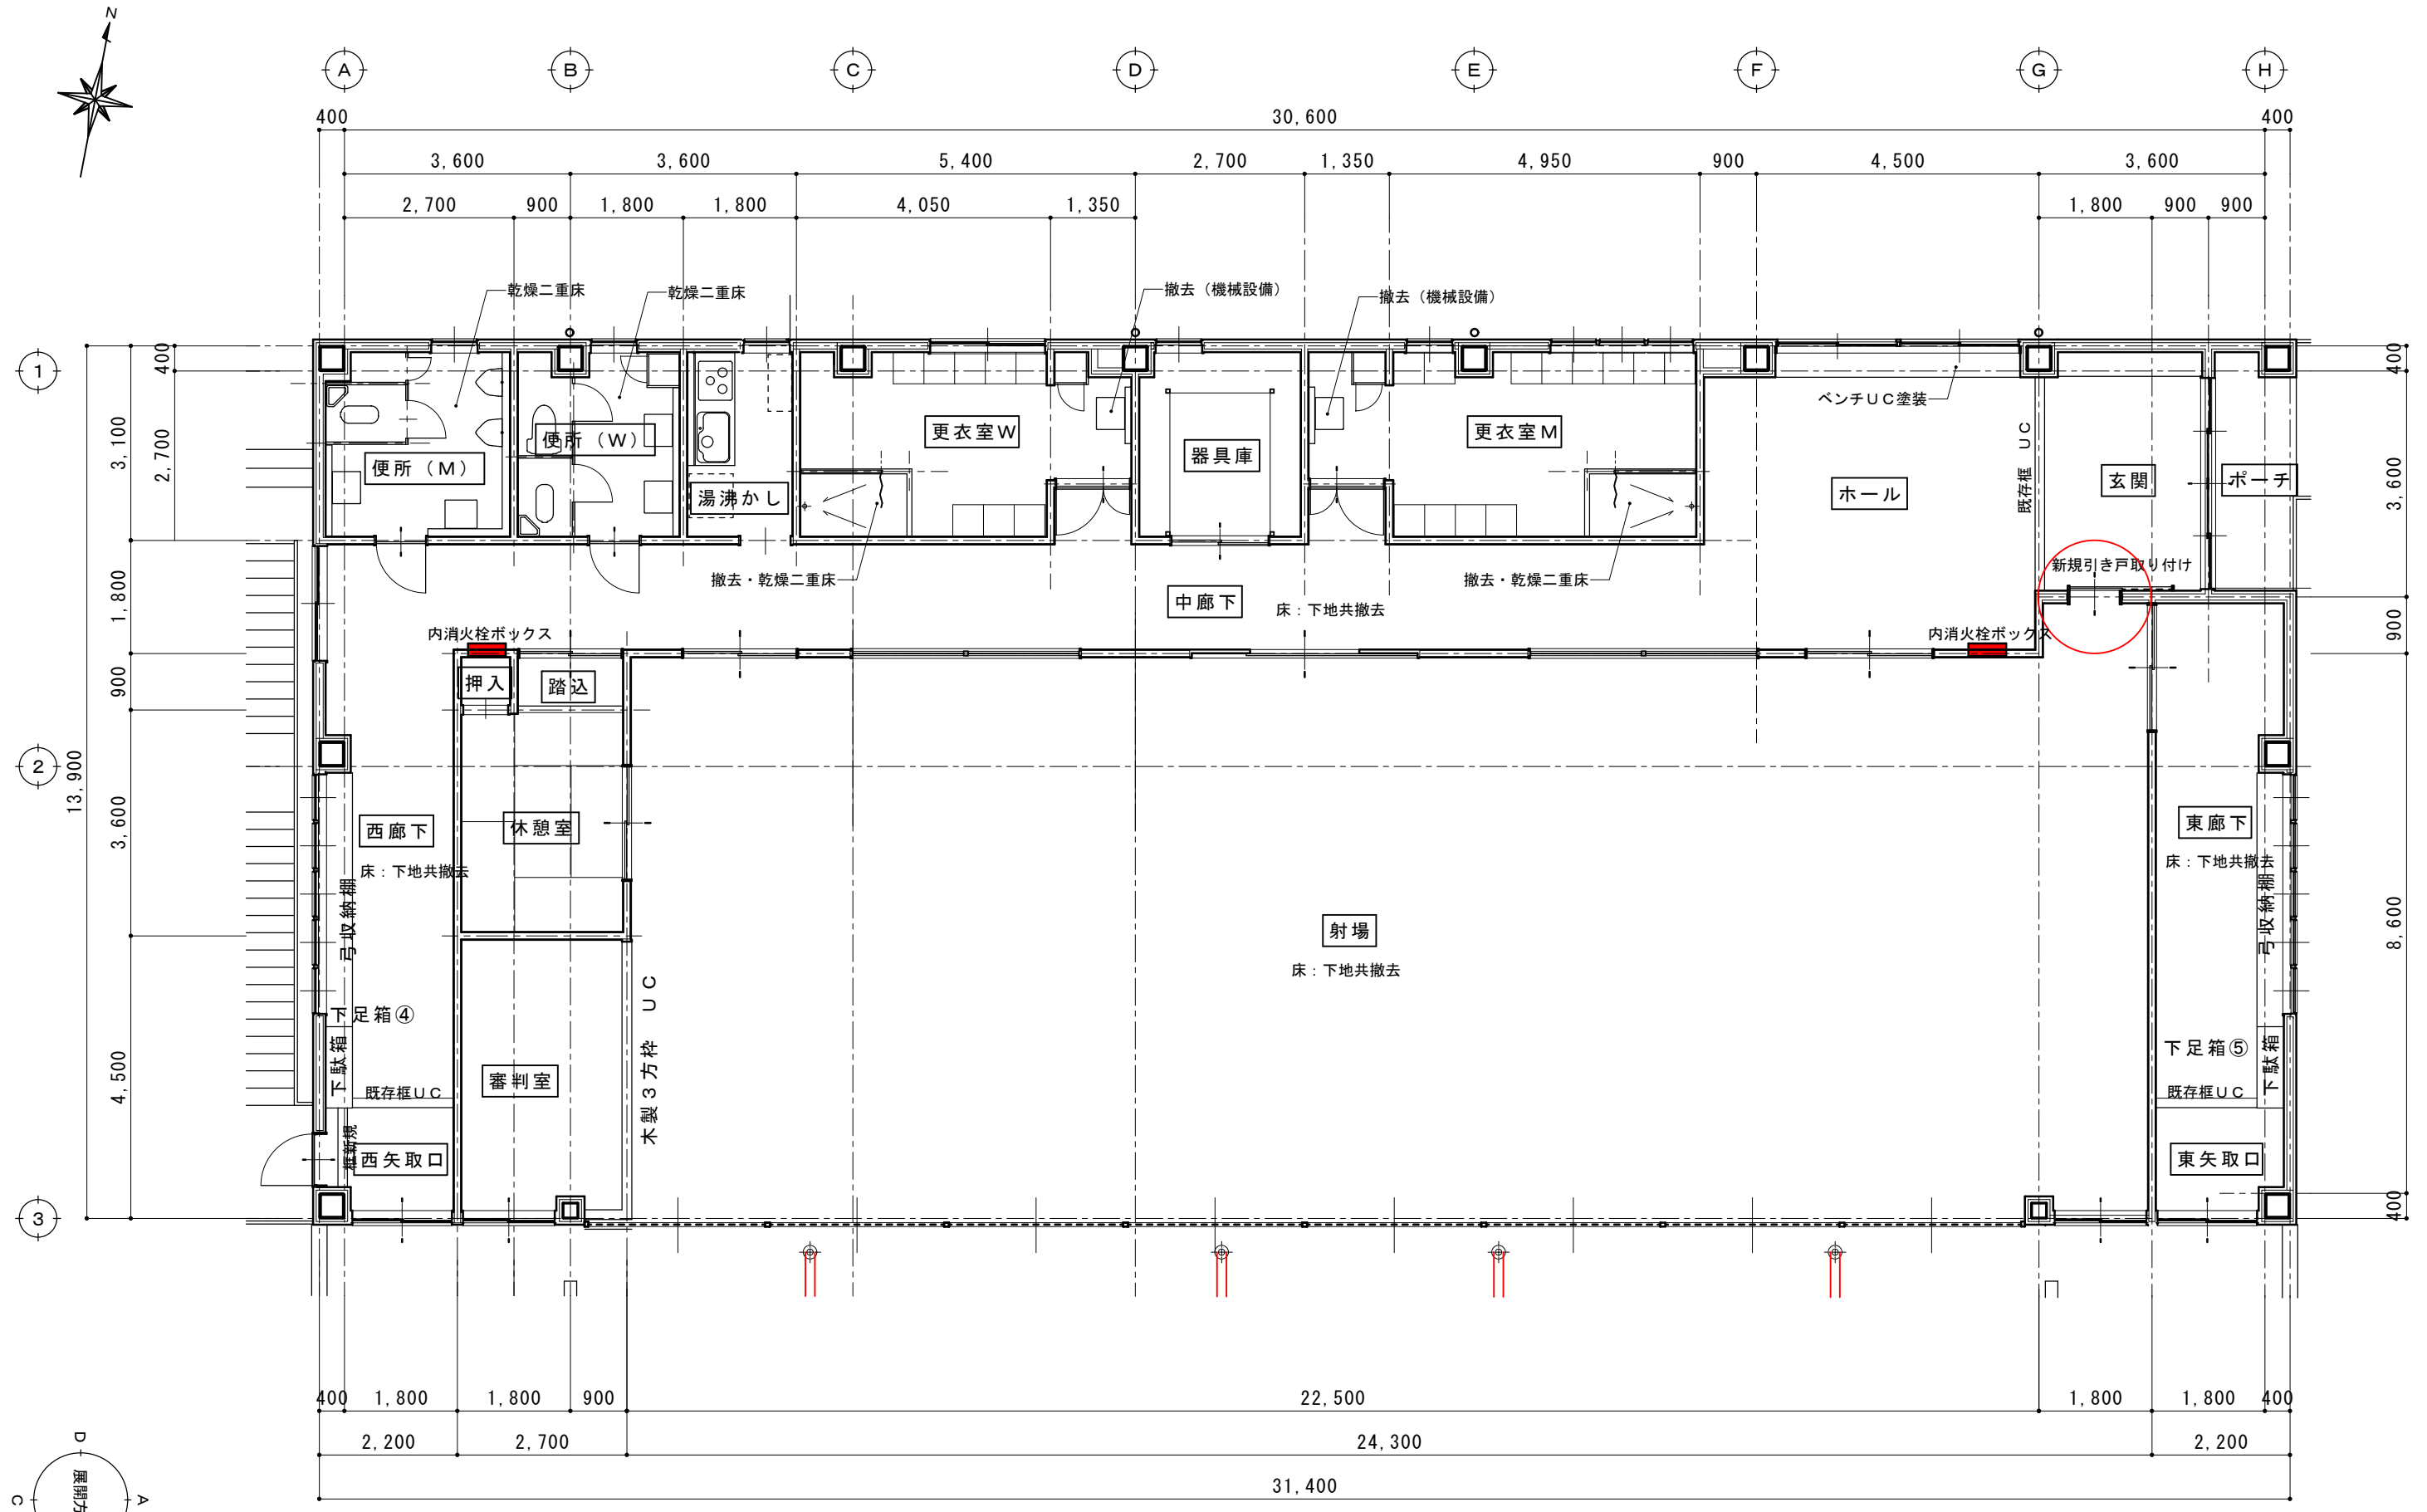 N
A
B
C
D
E
F
G
H
400
30,600
400
3,600
3,600
5,400
2,700
1,350
4,950
900
4,500
3,600
2,700
900
1,800
1,800
4,050
1,350
1,800
900
900
乾燥二重床
乾燥二重床
撤去（機械設備）
撤去（機械設備）
1
2
3
400
3,100
2,700
1,800
900
13,900
3,600
4,500
400
3,600
900
8,600
400
ベンチＵＣ塗装
便所（Ｍ）
便所（Ｗ）
湯沸かし
更衣室Ｗ
器具庫
更衣室Ｍ
ホール
既存框　ＵＣ
玄関
ポーチ
撤去・乾燥二重床
撤去・乾燥二重床
新規引き戸取り付け
中廊下
床：下地共撤去
内消火栓ボックス
内消火栓ボックス
押入
踏込
西廊下
床：下地共撤去
弓収納棚
休憩室
東廊下
床：下地共撤去
弓収納棚
射場
床：下地共撤去
下足箱④
下駄箱
既存框ＵＣ
框新規
西矢取口
審判室
木製３方枠　ＵＣ
下足箱⑤
下駄箱
既存框ＵＣ
東矢取口
400
1,800
1,800
900
22,500
1,800
1,800
400
2,200
2,700
24,300
2,200
31,400
D
A
C
展開方